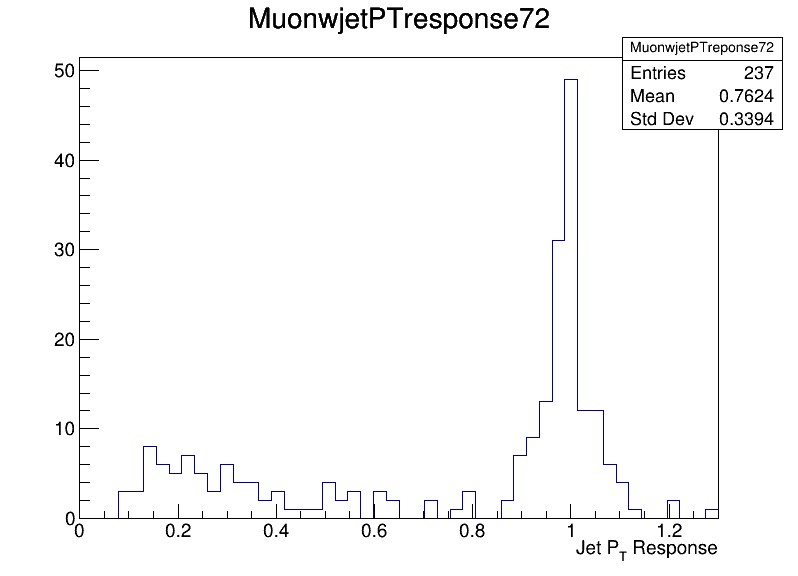 MuonwjetPTresponse72
MuonwjetPTreponse72
Entries 237
Mean 0.7624
Std Dev 0.3394
50
40
30
20
10
0
0 0.2 0.4 0.6 0.8 1 1.2
Jet PT Response